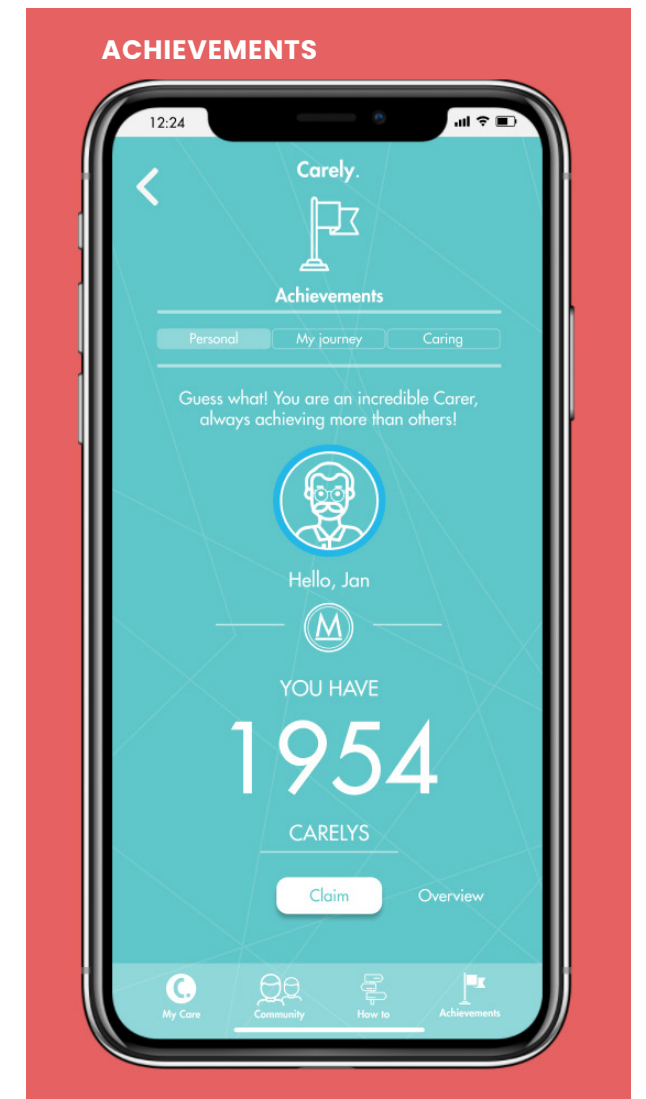 ACHIEVEMENTS
12:24
Carely.
Achievements
Personal
My journey
Caring
Guess what! You are an incredible Carer,
always achieving more than others!
Hello, Jan
M
YOU HAVE
1954
CARELYS
Claim
Overview
C.
My Care
Community
How to
Achievements